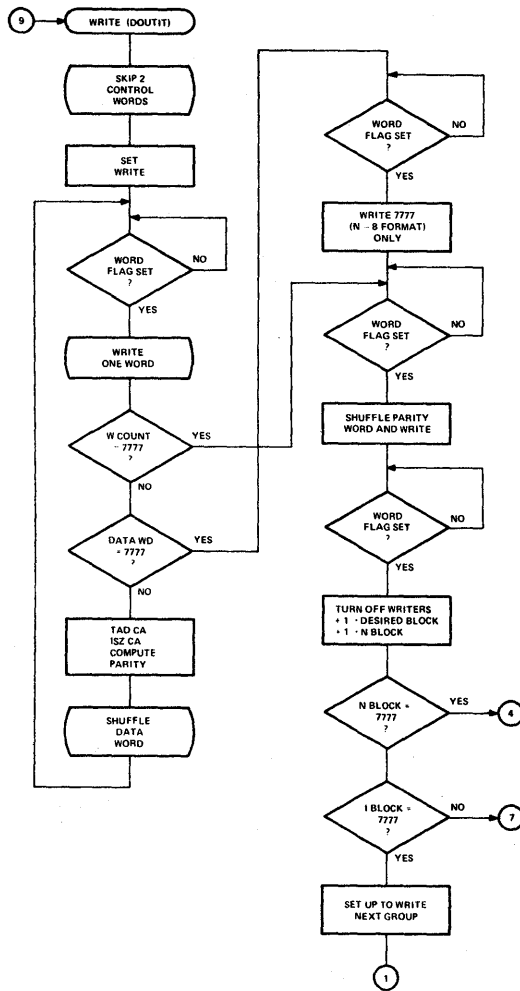 9
WRITE (DOUTIT)
SKIP 2
CONTROL
WORDS
SET
WRITE
WORD
FLAG SET
?
NO
YES
WRITE
ONE WORD
W COUNT
= 7777
?
YES
NO
DATA WD
= 7777
?
YES
NO
TAD CA
ISZ CA
COMPUTE
PARITY
SHUFFLE
DATA
WORD
WORD
FLAG SET
?
NO
YES
WRITE 7777
(N - 8 FORMAT)
ONLY
WORD
FLAG SET
?
NO
YES
SHUFFLE PARITY
WORD AND WRITE
WORD
FLAG SET
?
NO
YES
TURN OFF WRITERS
+ 1 · DESIRED BLOCK
+ 1 · N BLOCK
N BLOCK =
7777
?
YES
4
I BLOCK =
7777
?
NO
7
YES
SET UP TO WRITE
NEXT GROUP
1